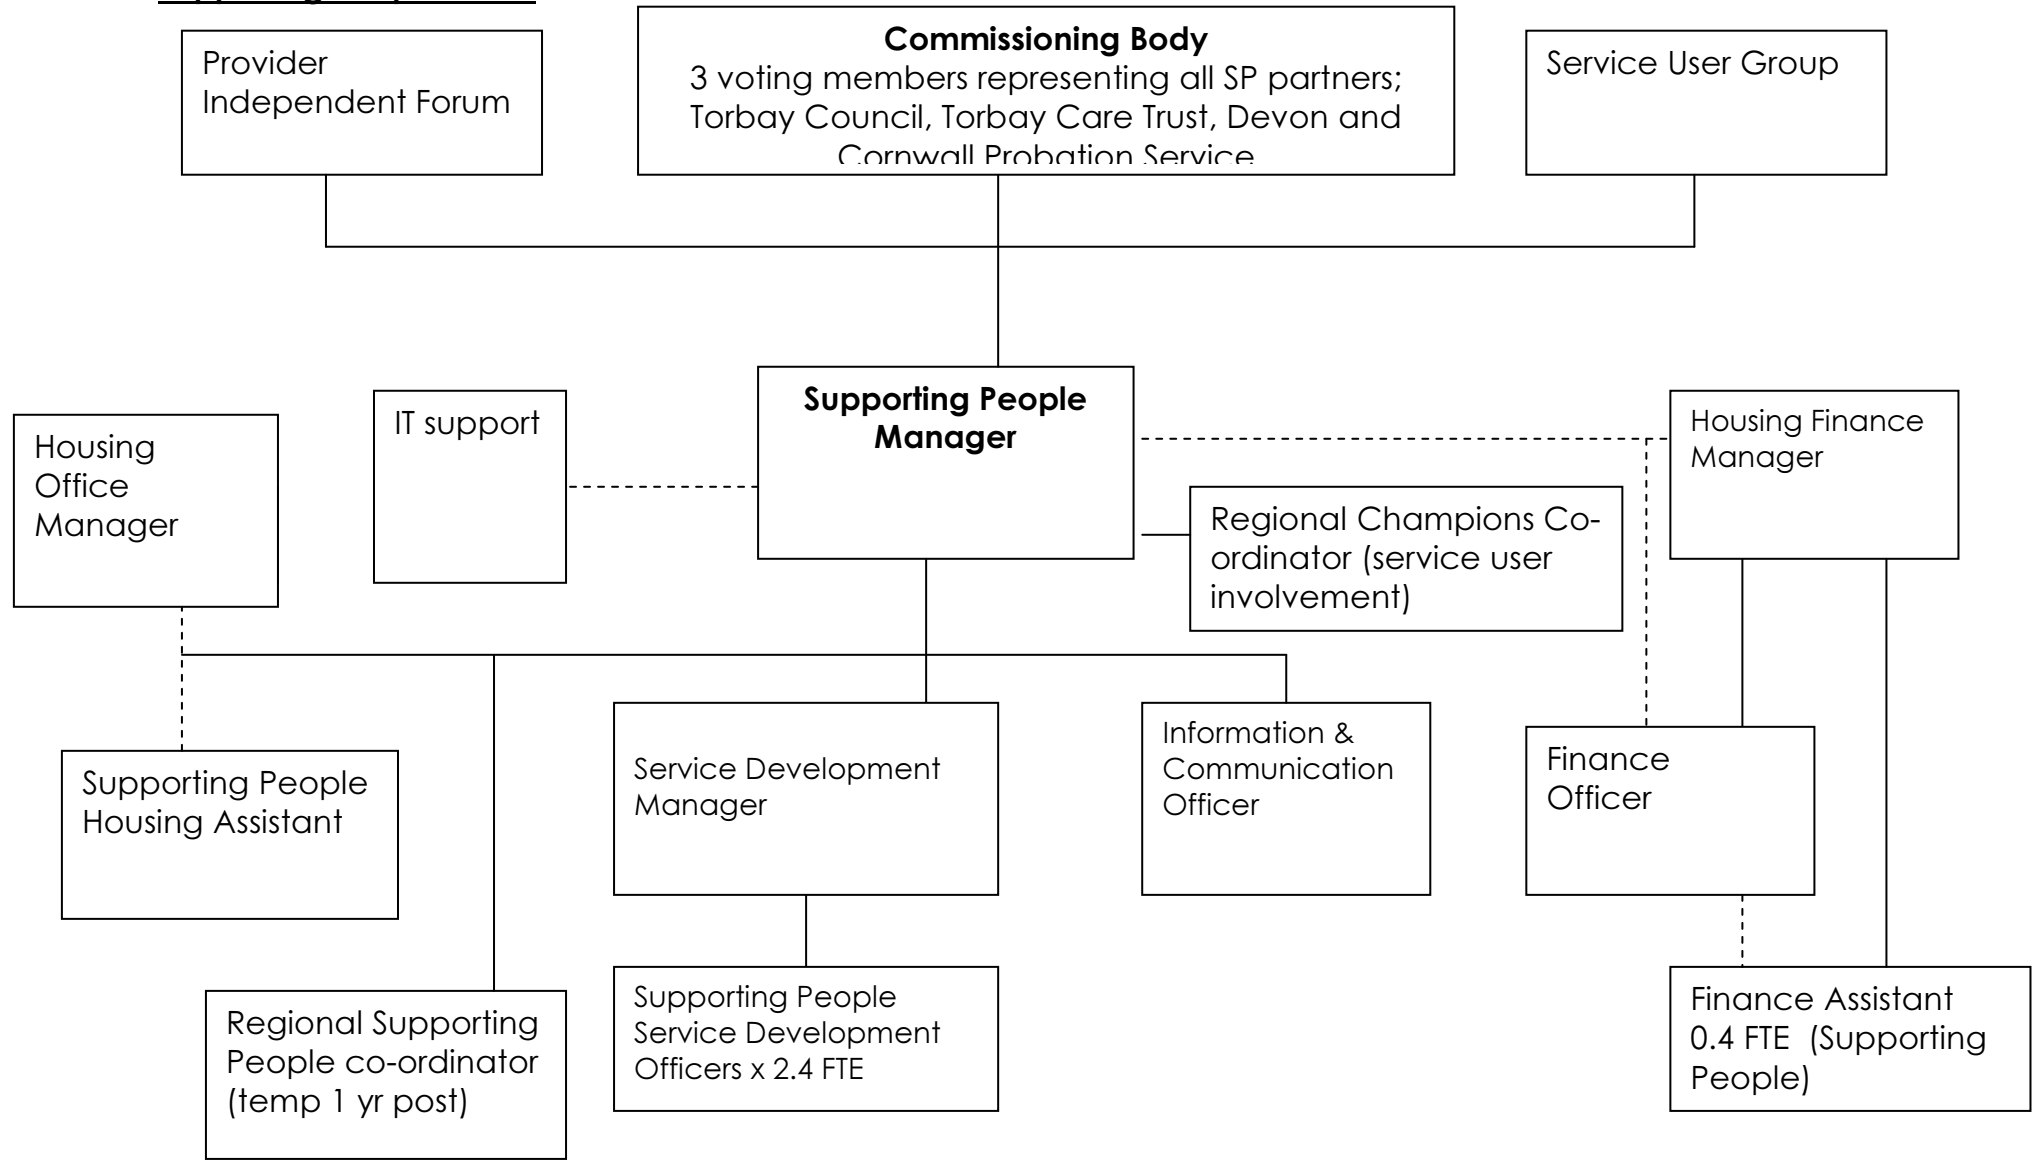 Provider
Independent Forum
Commissioning Body
3 voting members representing all SP partners;
Torbay Council, Torbay Care Trust, Devon and
Cornwall Probation Service
Service User Group
Housing
Office
Manager
IT support
Supporting People
Manager
Regional Champions Co-
ordinator (service user
involvement)
Housing Finance
Manager
Supporting People
Housing Assistant
Service Development
Manager
Information &
Communication
Officer
Finance
Officer
Regional Supporting
People co-ordinator
(temp 1 yr post)
Supporting People
Service Development
Officers x 2.4 FTE
Finance Assistant
0.4 FTE (Supporting
People)